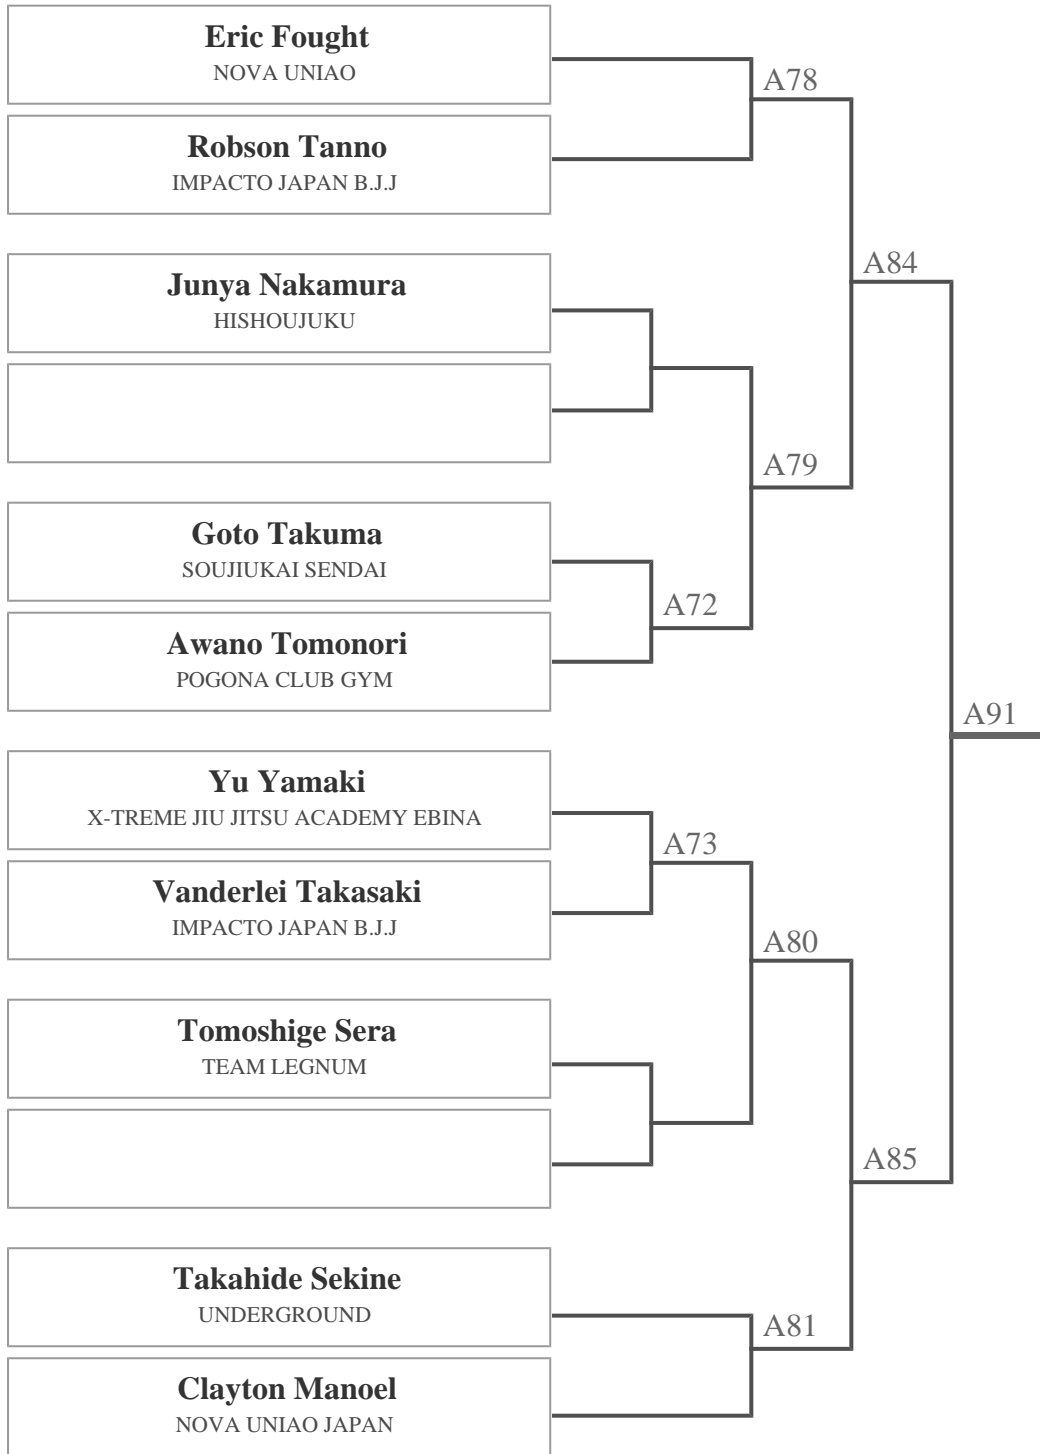 Eric Fought
NOVA UNIAO
A78
Robson Tanno
IMPACTO JAPAN B.J.J
A84
Junya Nakamura
HISHOUJUKU
A79
Goto Takuma
SOUJIUKAI SENDAI
A72
Awano Tomonori
POGONA CLUB GYM
A91
Yu Yamaki
X-TREME JIU JITSU ACADEMY EBINA
A73
Vanderlei Takasaki
IMPACTO JAPAN B.J.J
A80
Tomoshige Sera
TEAM LEGNUM
A85
Takahide Sekine
UNDERGROUND
A81
Clayton Manoel
NOVA UNIAO JAPAN